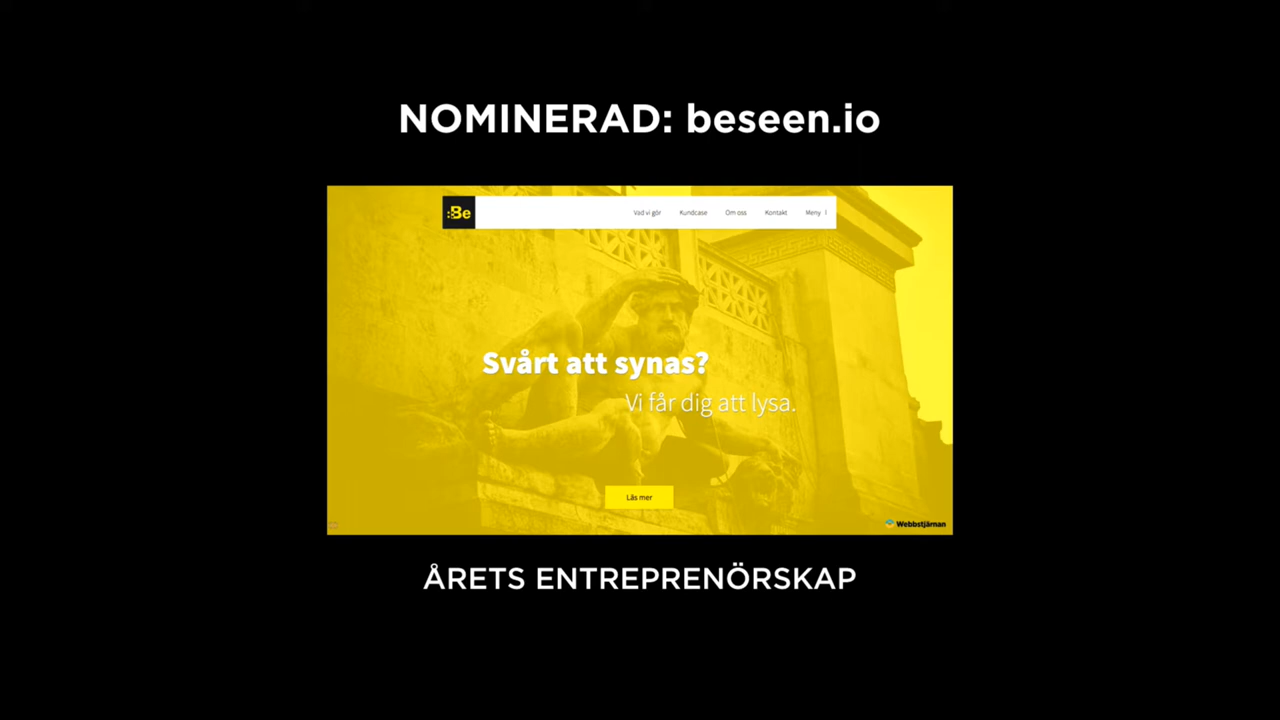 NOMINERAD: beseen.io
:Be
Vad vi gör Kundcase Om oss Kontakt Meny
Svårt att synas?
Vi får dig att lysa.
Läs mer
Webbstjärnan
ÅRETS ENTREPRENÖRSKAP